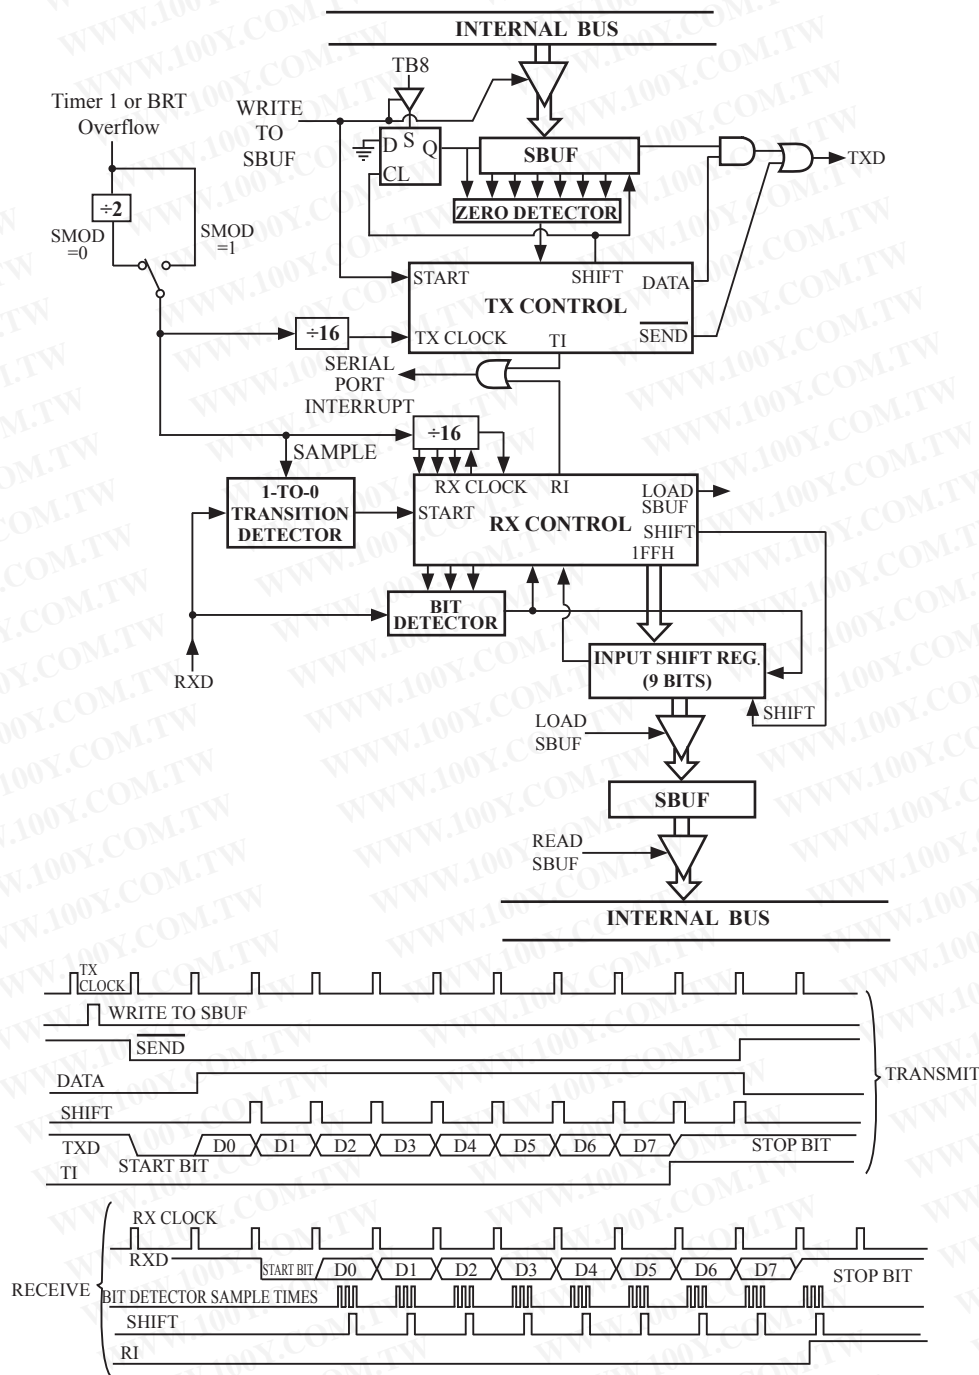 INTERNAL BUS
TB8
Timer 1 or BRT
Overflow
WRITE
TO
SBUF
D S Q
CL
SBUF
TXD
÷2
ZERO DETECTOR
SMOD
=0
SMOD
=1
START
SHIFT
DATA
TX CONTROL
÷16
TX CLOCK
TI
SEND
SERIAL
PORT
INTERRUPT
÷16
SAMPLE
1-TO-0
TRANSITION
DETECTOR
RX CLOCK
RI
LOAD
SBUF
START
RX CONTROL
SHIFT
1FFH
BIT
DETECTOR
RXD
INPUT SHIFT REG.
(9 BITS)
SHIFT
LOAD
SBUF
SBUF
READ
SBUF
INTERNAL BUS
TX
CLOCK
WRITE TO SBUF
SEND
DATA
TRANSMIT
SHIFT
TXD
START BIT
D0 D1 D2 D3 D4 D5 D6 D7
STOP BIT
TI
RX CLOCK
RXD
START BIT
D0 D1 D2 D3 D4 D5 D6 D7
STOP BIT
RECEIVE
BIT DETECTOR SAMPLE TIMES
SHIFT
RI
WWW.100Y.COM.TW